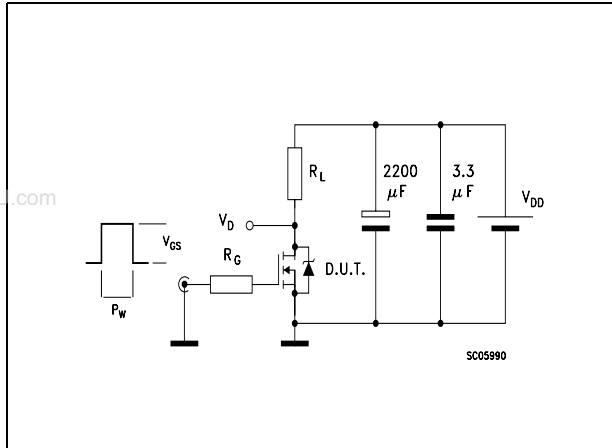 R_L
2200
μF
3.3
μF
V_DD
.com
V_D
V_GS
R_G
D.U.T.
P_W
SC05990